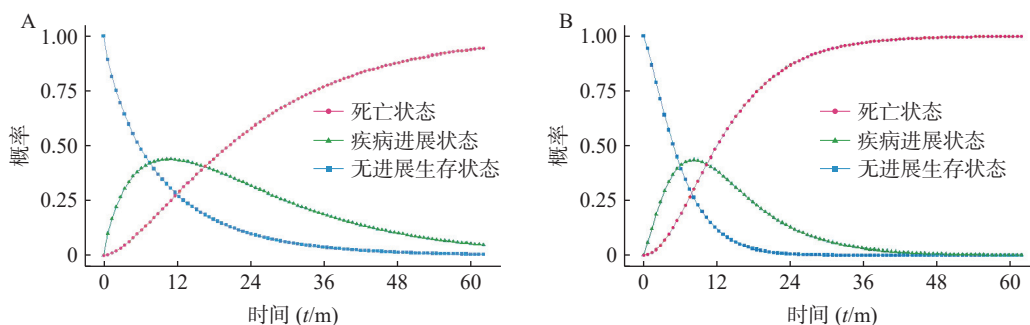 A
1.00
0.75
0.50
0.25
0
概率
死亡状态
疾病进展状态
无进展生存状态
0 12 24 36 48 60
时间 (t/m)
B
1.00
0.75
0.50
0.25
0
概率
死亡状态
疾病进展状态
无进展生存状态
0 12 24 36 48 60
时间 (t/m)